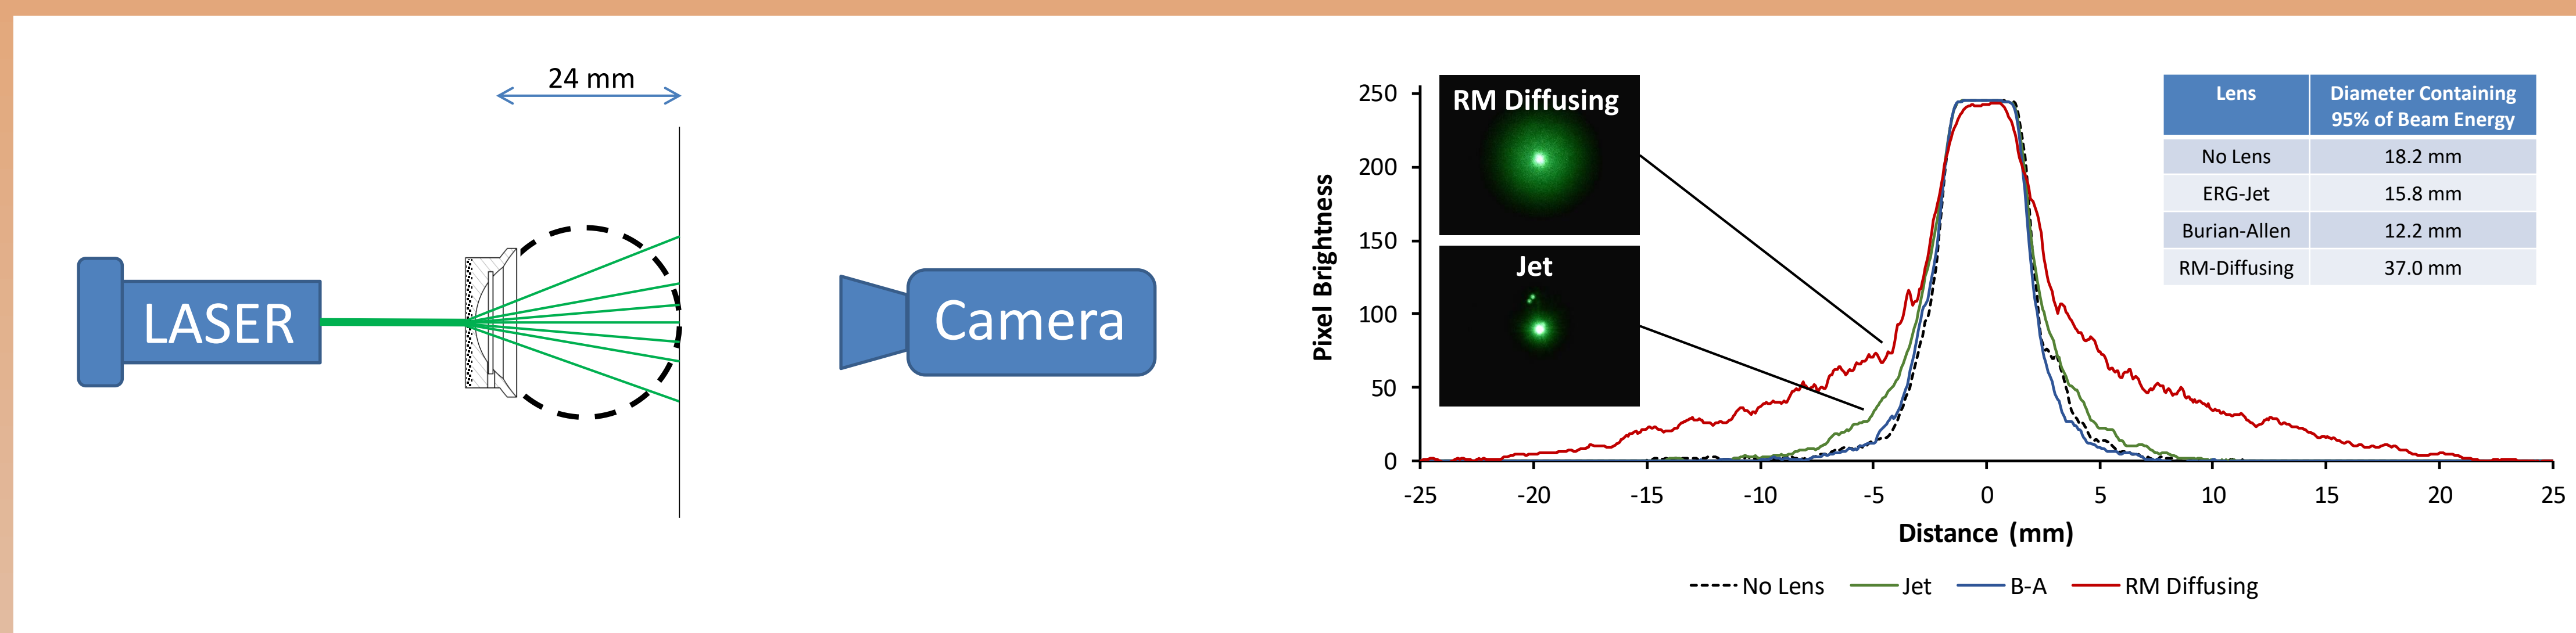 24 mm
LASER
Camera
Pixel Brightness
250
200
150
100
50
0
RM Diffusing
Jet
-25 -20 -15 -10 -5 0 5 10 15 20 25
Distance (mm)
No Lens Jet B-A RM Diffusing
Lens Diameter Containing
95% of Beam Energy
No Lens 18.2 mm
ERG-Jet 15.8 mm
Burian-Allen 12.2 mm
RM-Diffusing 37.0 mm